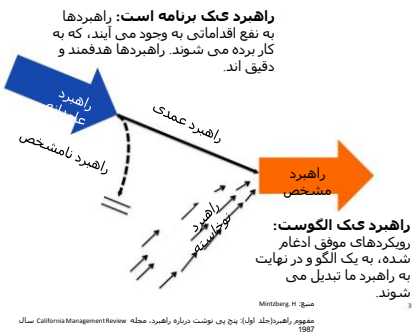 راهبرد یک برنامه است: راهبردها
به نفع اقداماتی به وجود می آیند، که به
کار برده می شوند. راهبردها هدفمند و
دقیق اند.
راهبرد
عامدانه
راهبرد عمدی
راهبرد نامشخص
راهبرد
مشخص
راهبرد
نوخاسته
راهبرد یک الگوست:
رویکردهای موفق ادغام
شده، به یک الگو و در نهایت
به راهبرد ما تبدیل می
شوند.
منبع: Mintzberg. H
3
مفهوم راهبرد(جلد اول): پنج پی نوشت درباره راهبرد، مجله California Management Review سال
1987